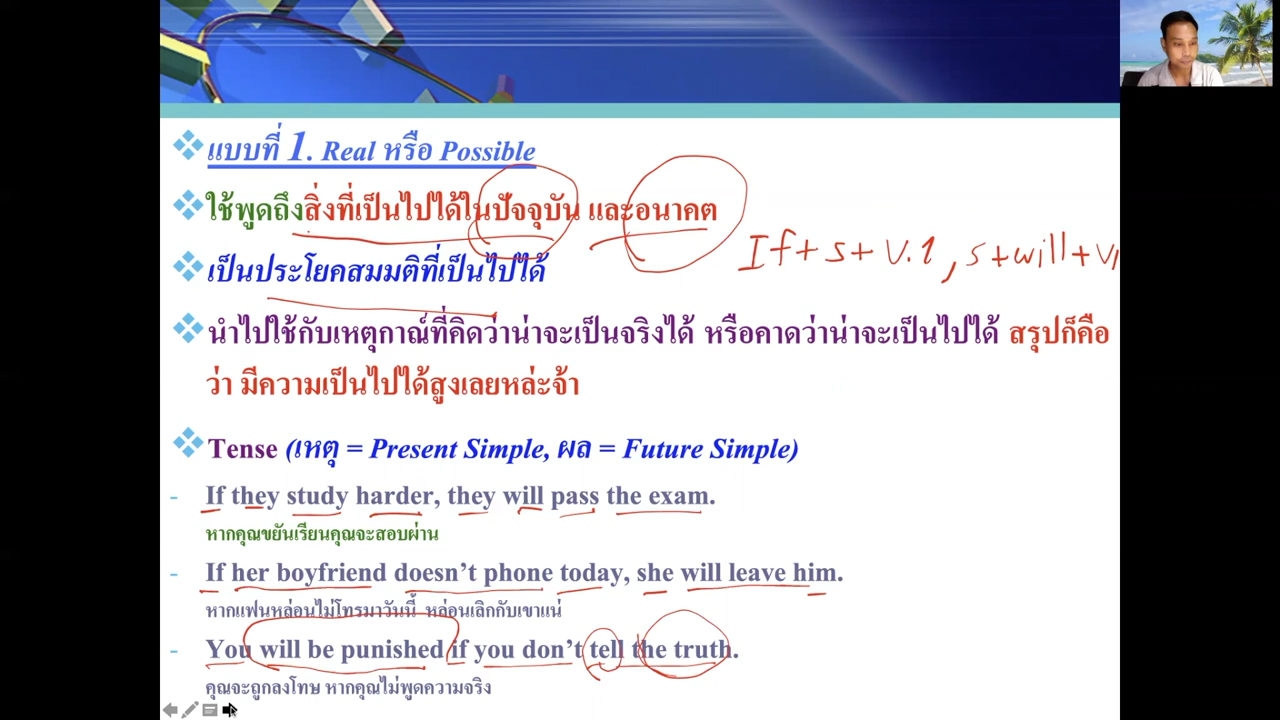 แบบที่ 1. Real หรือ Possible
ใช้พูดถึงสิ่งที่เป็นไปได้ในปัจจุบัน และอนาคต
If + s + v.1, s + will + v1
เป็นประโยคสมมติที่เป็นไปได้
นำไปใช้กับเหตุกาณ์ที่คิดว่าน่าจะเป็นจริงได้ หรือคาดว่าน่าจะเป็นไปได้ สรุปก็คือ
ว่า มีความเป็นไปได้สูงเลยหล่ะจ้า
Tense (เหตุ = Present Simple, ผล = Future Simple)
- If they study harder, they will pass the exam.
หากคุณขยันเรียนคุณจะสอบผ่าน
- If her boyfriend doesn’t phone today, she will leave him.
หากแฟนหล่อนไม่โทรมาวันนี้ หล่อนเลิกกับเขาแน่
- You will be punished if you don’t tell the truth.
คุณจะถูกลงโทษ หากคุณไม่พูดความจริง